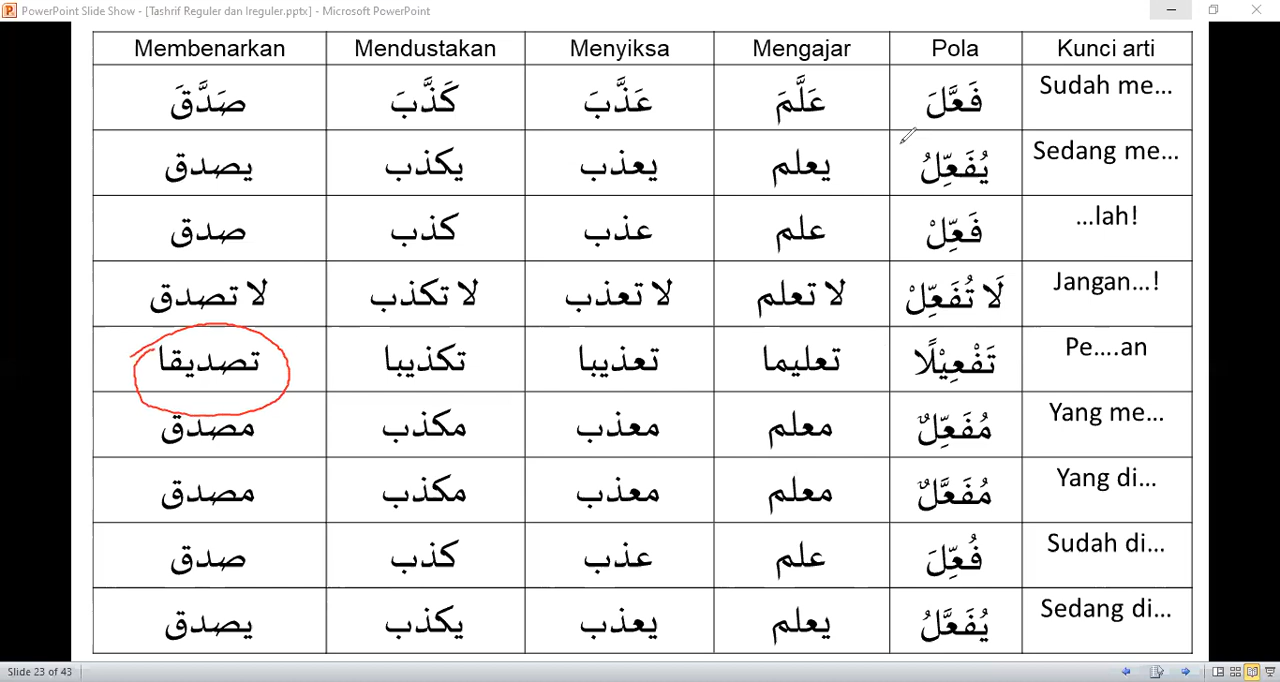 PowerPoint Slide Show - [Tashrif Reguler dan Ireguler.pptx] - Microsoft PowerPoint
Membenarkan Mendustakan Menyiksa Mengajar Pola Kunci arti
صَدَّقَ كَذَّبَ عَذَّبَ عَلَّمَ فَعَّلَ Sudah me...
يصدق يكذب يعذب يعلم يُفَعِّلُ Sedang me...
صدق كذب عذب علم فَعِّلْ ...lah!
لا تصدق لا تكذب لا تعذب لا تعلم لَا تُفَعِّلْ Jangan...!
تصديقا تكذيبا تعذيبا تعليما تَفْعِيْلًا Pe....an
مصدق مكذب معذب معلم مُفَعِّلٌ Yang me...
مصدق مكذب معذب معلم مُفَعَّلٌ Yang di...
صدق كذب عذب علم فُعِّلَ Sudah di...
يصدق يكذب يعذب يعلم يُفَعَّلُ Sedang di...
Slide 23 of 43